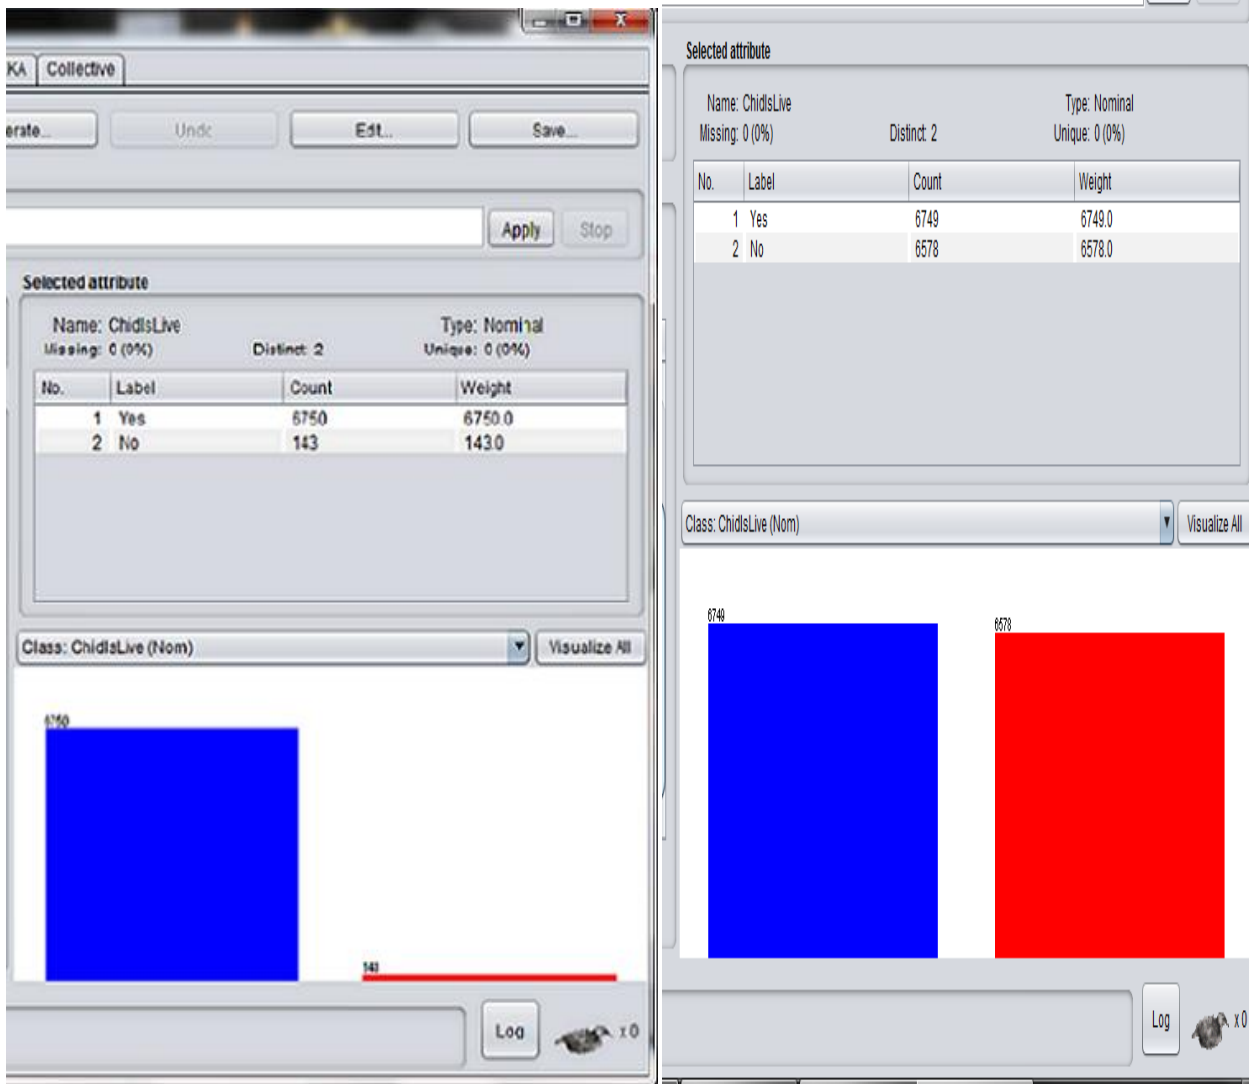 KA Collective
erate... Undo Edit... Save...
Apply Stop
Selected attribute
Name: ChidIsLive Type: Nominal
Missing: 0 (0%) Distinct: 2 Unique: 0 (0%)
No. Label Count Weight
1 Yes 6750 6750.0
2 No 143 143.0
Class: ChidIsLive (Nom) Visualize All
6750
143
Log x 0
Selected attribute
Name: ChidIsLive Type: Nominal
Missing: 0 (0%) Distinct: 2 Unique: 0 (0%)
No. Label Count Weight
1 Yes 6749 6749.0
2 No 6578 6578.0
Class: ChidIsLive (Nom) Visualize All
6749
6578
Log x 0